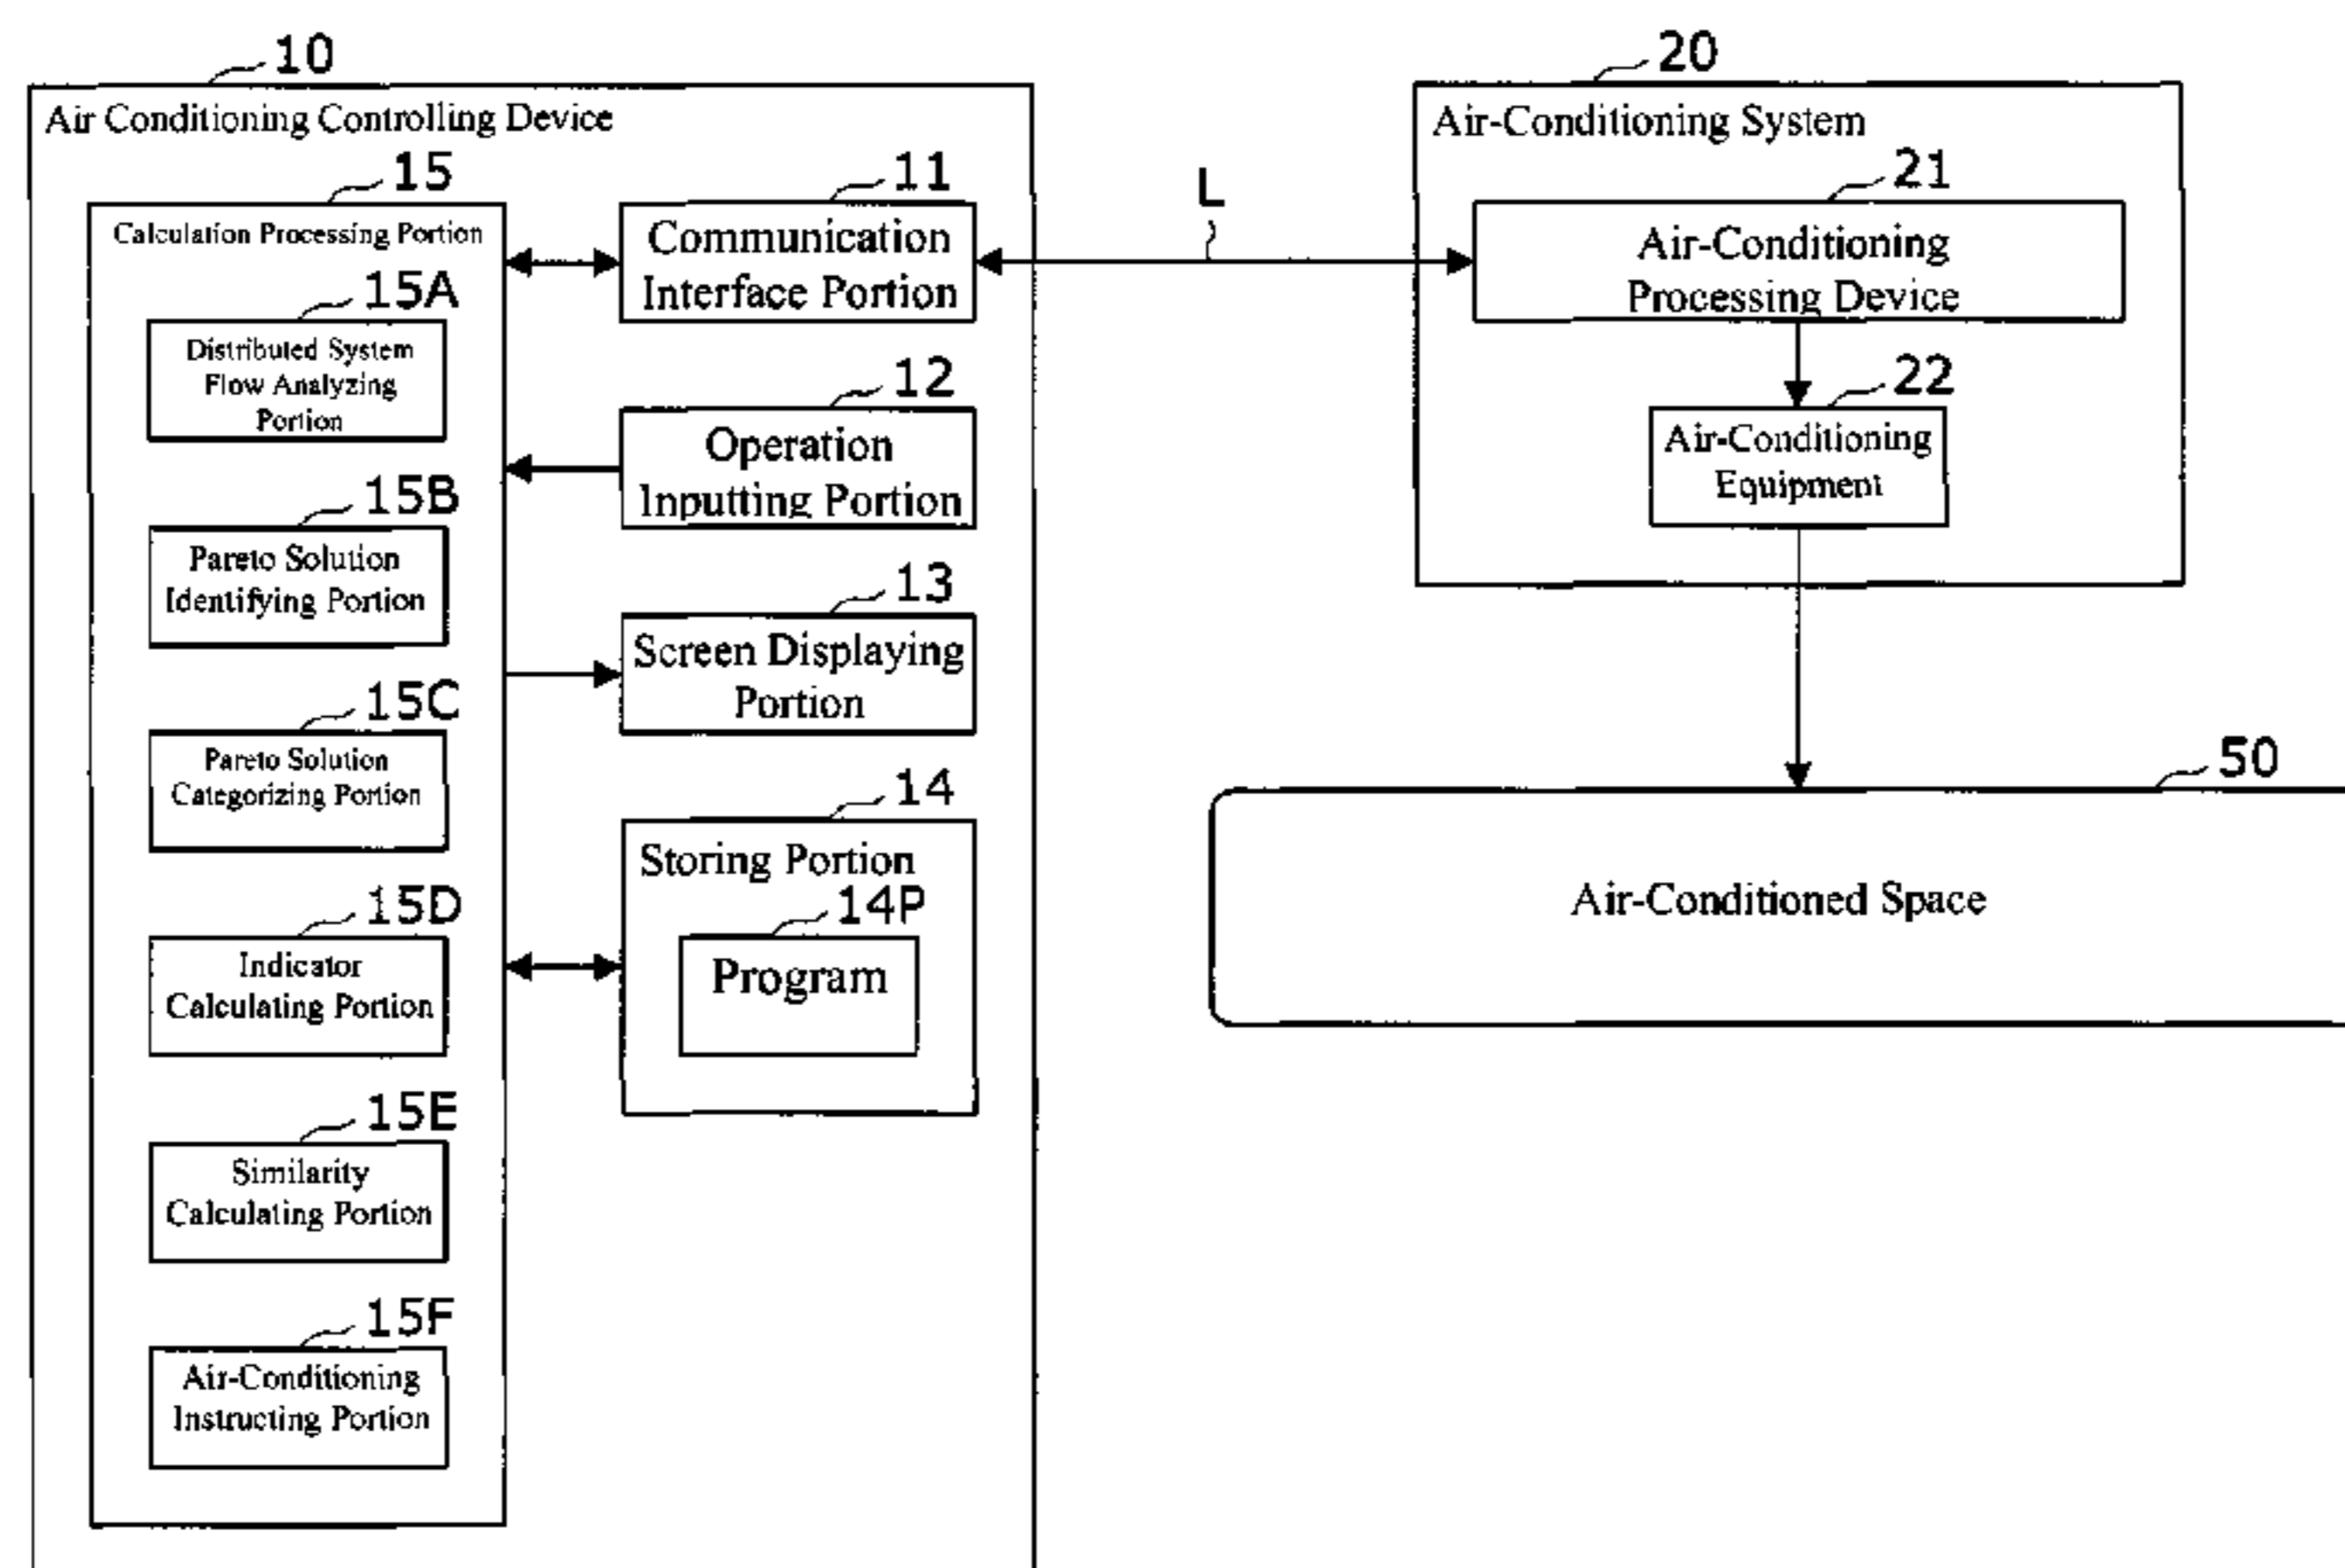 10
Air Conditioning Controlling Device
15
Calculation Processing Portion
15A
Distributed System
Flow Analyzing
Portion
15B
Pareto Solution
Identifying Portion
15C
Pareto Solution
Categorizing Portion
15D
Indicator
Calculating Portion
15E
Similarity
Calculating Portion
15F
Air-Conditioning
Instructing Portion
11
Communication
Interface Portion
12
Operation
Inputting Portion
13
Screen Displaying
Portion
14
Storing Portion
14P
Program
L
20
Air-Conditioning System
21
Air-Conditioning
Processing Device
22
Air-Conditioning
Equipment
50
Air-Conditioned Space